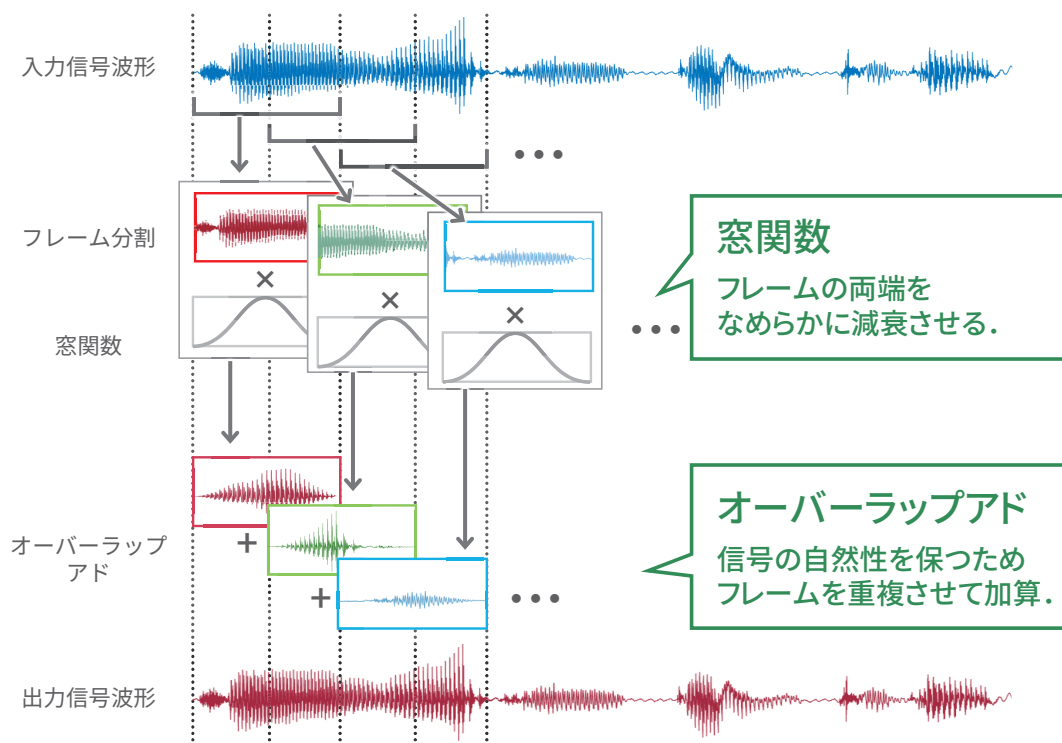 入力信号波形
● ● ●
フレーム分割
×
×
×
窓関数
● ● ●
窓関数
フレームの両端を
なめらかに減衰させる．
オーバーラップ
アド
+
+
● ● ●
オーバーラップアド
信号の自然性を保つため
フレームを重複させて加算．
出力信号波形